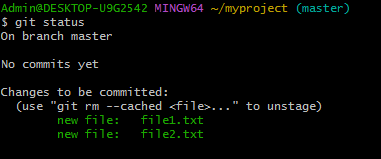 Admin@DESKTOP-U9G2542 MINGW64 ~/myproject (master)
$ git status
On branch master

No commits yet

Changes to be committed:
  (use "git rm --cached <file>..." to unstage)
        new file:   file1.txt
        new file:   file2.txt